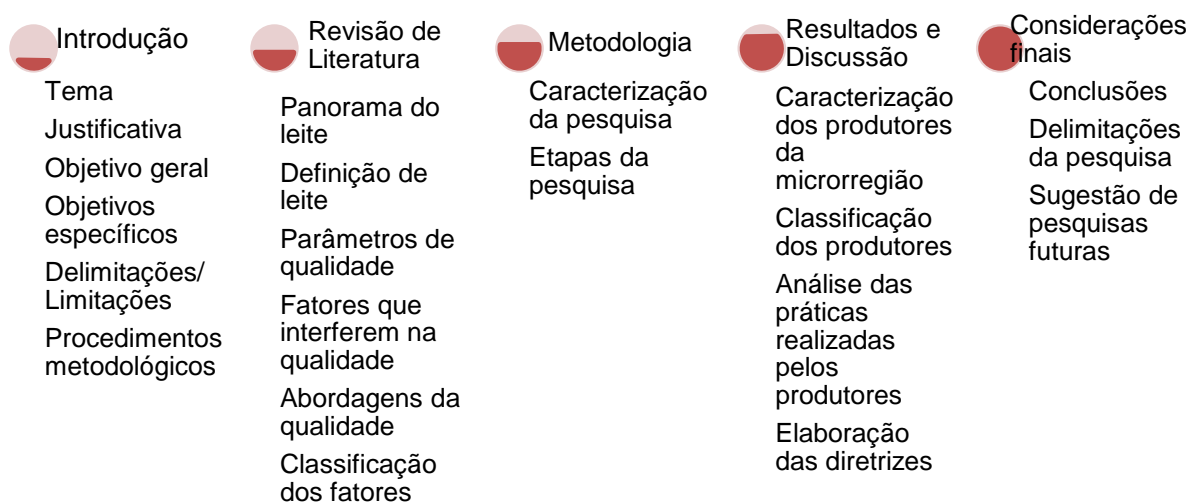 Introdução
Tema
Justificativa
Objetivo geral
Objetivos
específicos
Delimitações/
Limitações
Procedimentos
metodológicos
Revisão de
Literatura
Panorama do
leite
Definição de
leite
Parâmetros de
qualidade
Fatores que
interferem na
qualidade
Abordagens da
qualidade
Classificação
dos fatores
Metodologia
Caracterização
da pesquisa
Etapas da
pesquisa
Resultados e
Discussão
Caracterização
dos produtores
da
microrregião
Classificação
dos produtores
Análise das
práticas
realizadas
pelos
produtores
Elaboração
das diretrizes
Considerações
finais
Conclusões
Delimitações
da pesquisa
Sugestão de
pesquisas
futuras